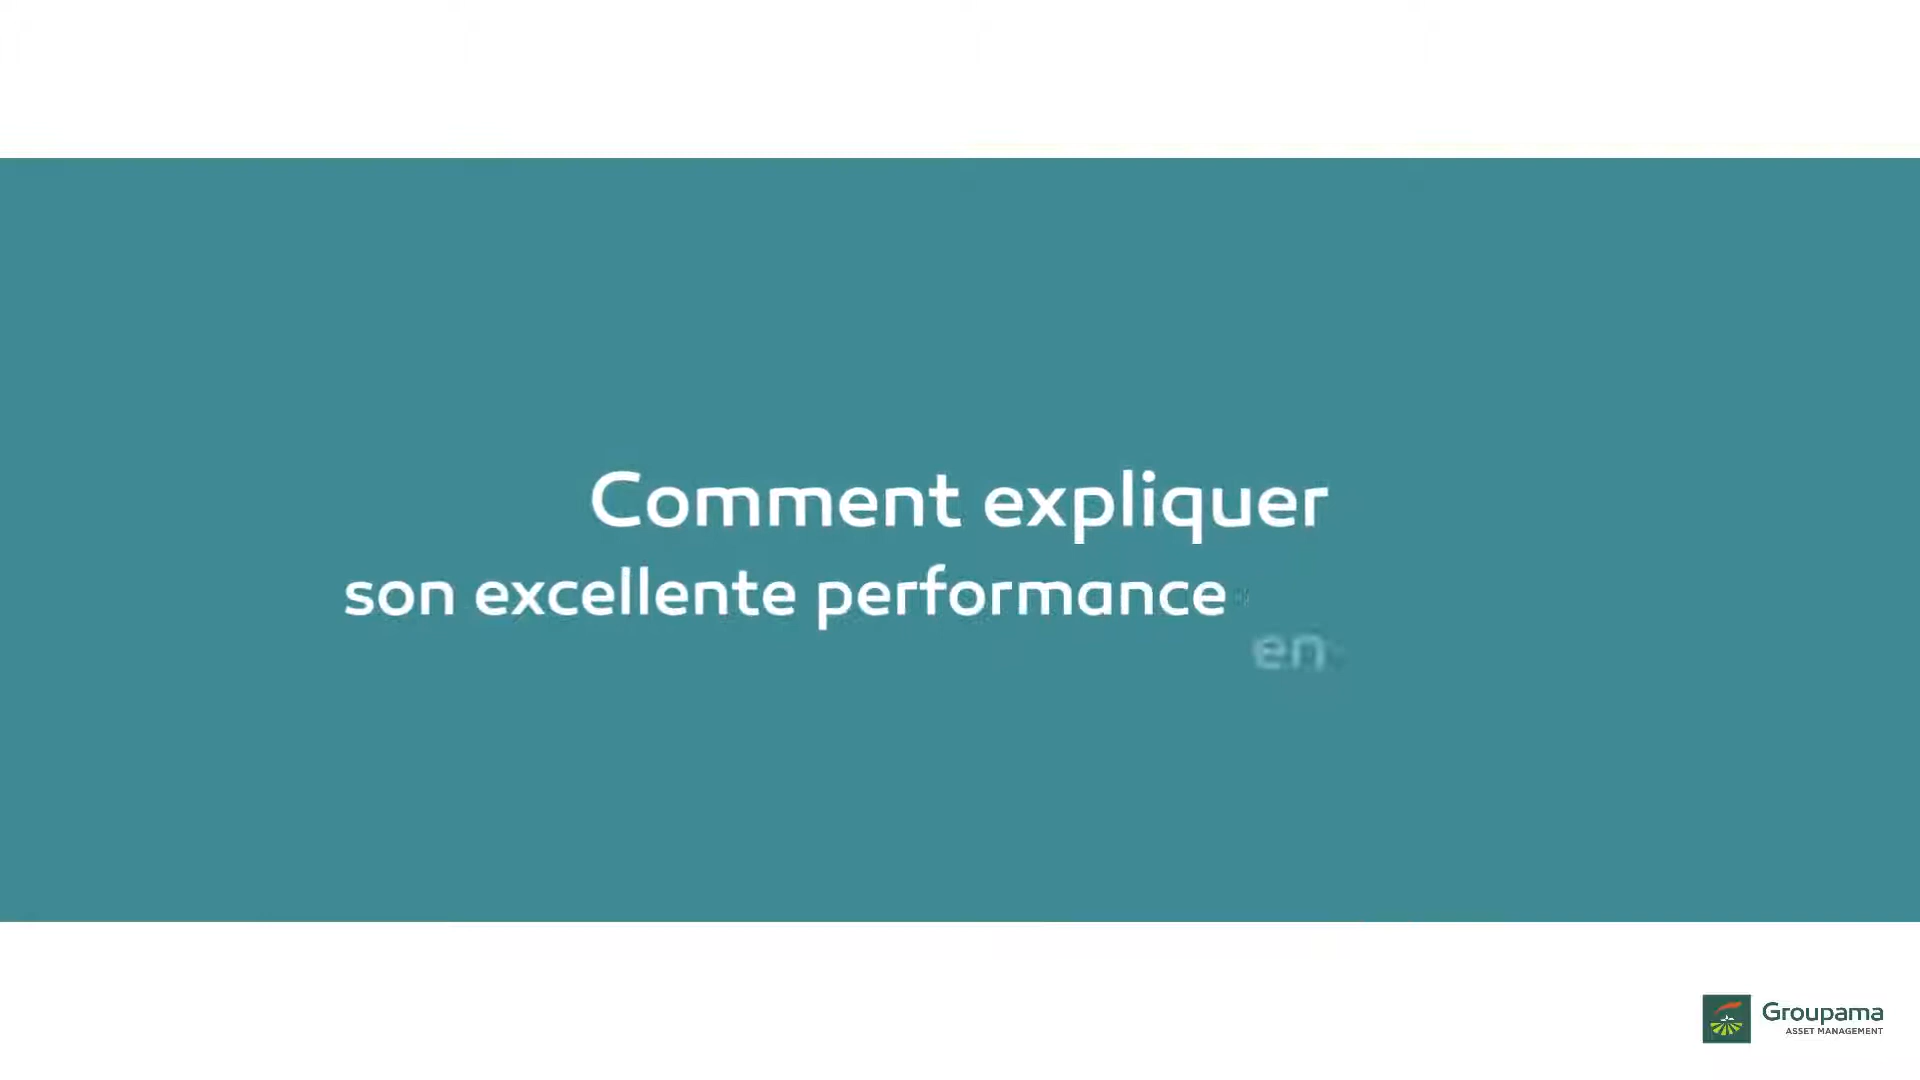 Comment expliquer
son excellente performance
en
Groupama
ASSET MANAGEMENT